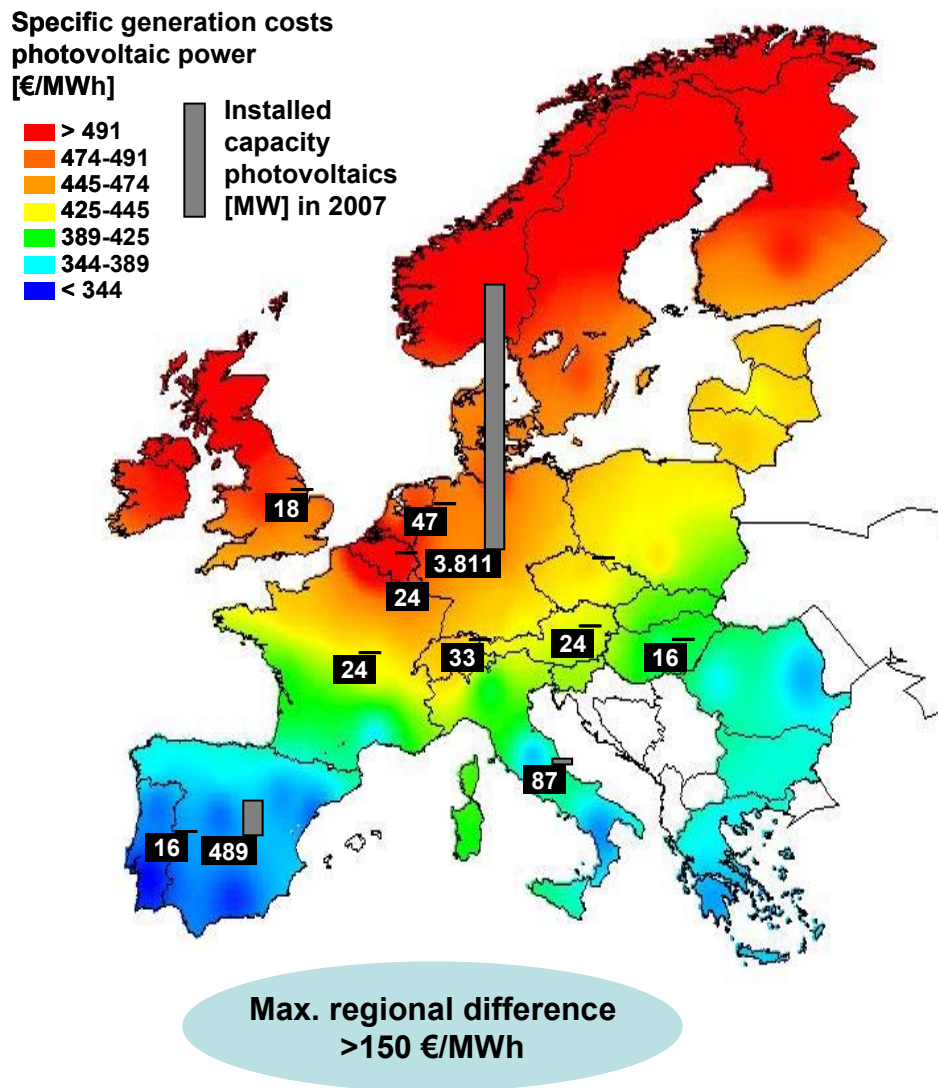 Specific generation costs
photovoltaic power
[€/MWh]
> 491
474-491
445-474
425-445
389-425
344-389
< 344
Installed
capacity
photovoltaics
[MW] in 2007
18
47
3.811
24
24
33
24
16
87
16
489
Max. regional difference
>150 €/MWh